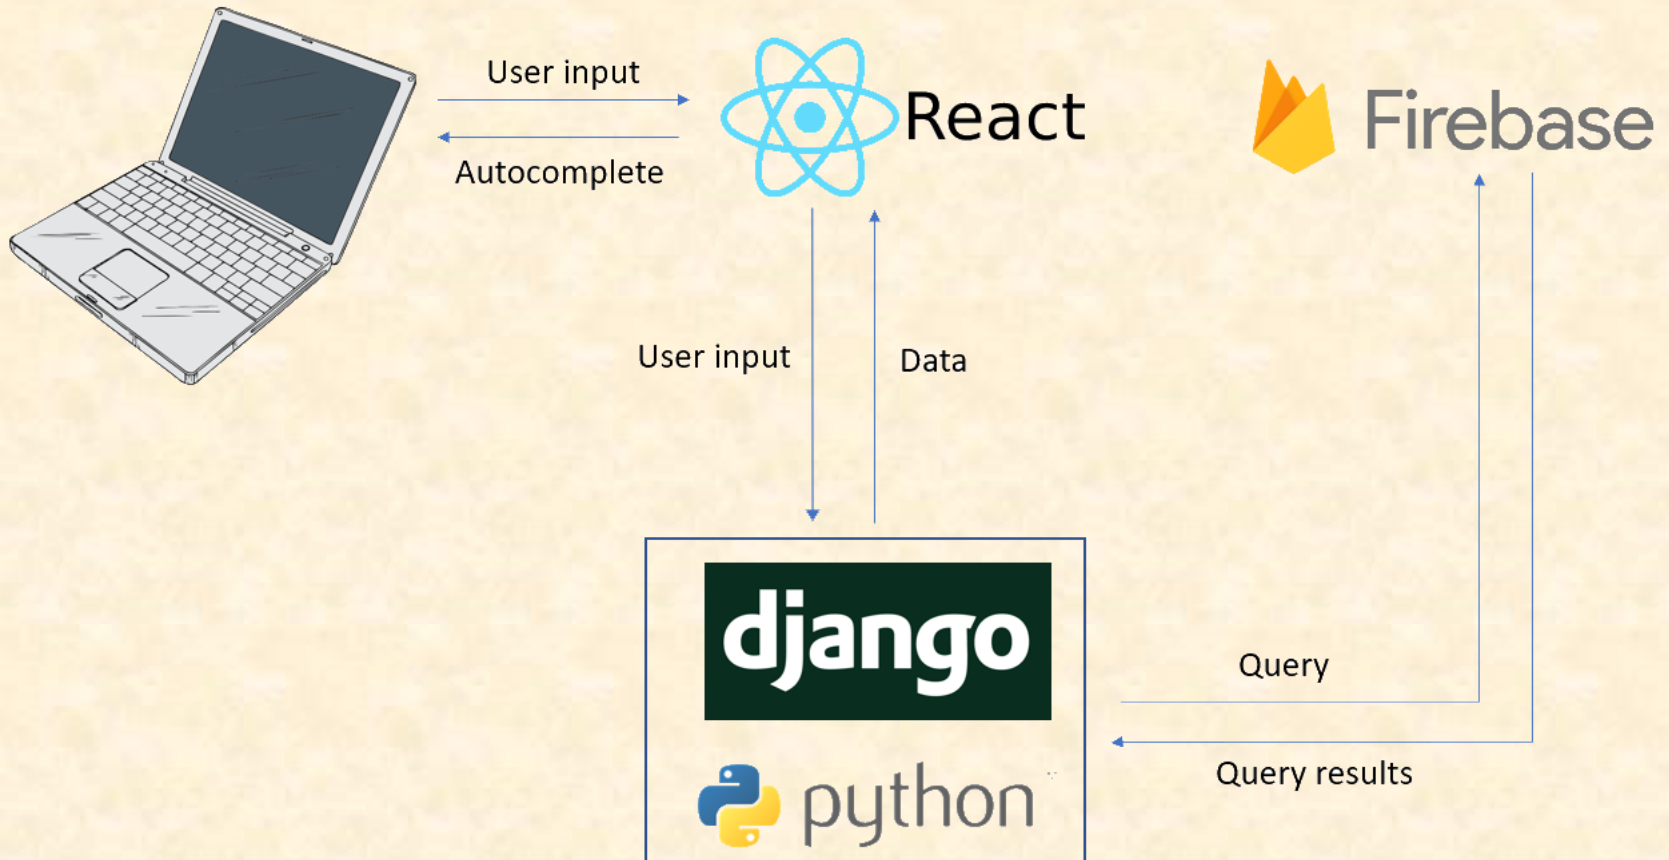 User input
Autocomplete
React
Firebase
User input
Data
django
Query
Query results
python